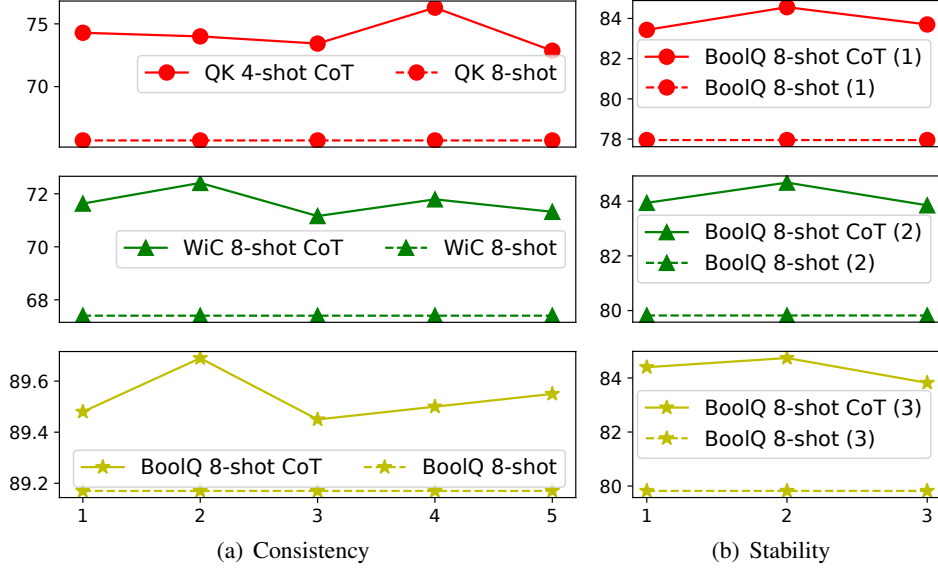 75
70
QK 4-shot CoT
QK 8-shot
72
70
68
WiC 8-shot CoT
WiC 8-shot
89.6
89.4
89.2
BoolQ 8-shot CoT
BoolQ 8-shot
1 2 3 4 5
(a) Consistency
84
82
80
78
BoolQ 8-shot CoT (1)
BoolQ 8-shot (1)
84
82
80
BoolQ 8-shot CoT (2)
BoolQ 8-shot (2)
84
82
80
BoolQ 8-shot CoT (3)
BoolQ 8-shot (3)
1 2 3
(b) Stability